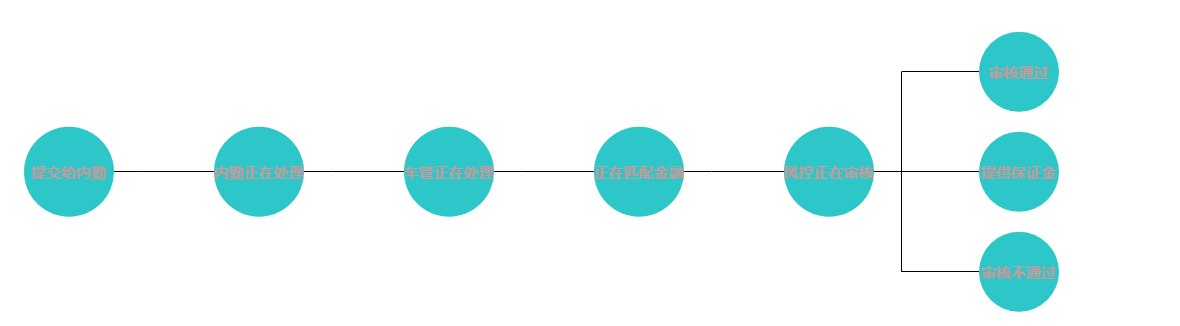 提交给内勤
内勤正在处理
车管正在处理
正在匹配金融
风控正在审核
审核通过
提供保证金
审核不通过